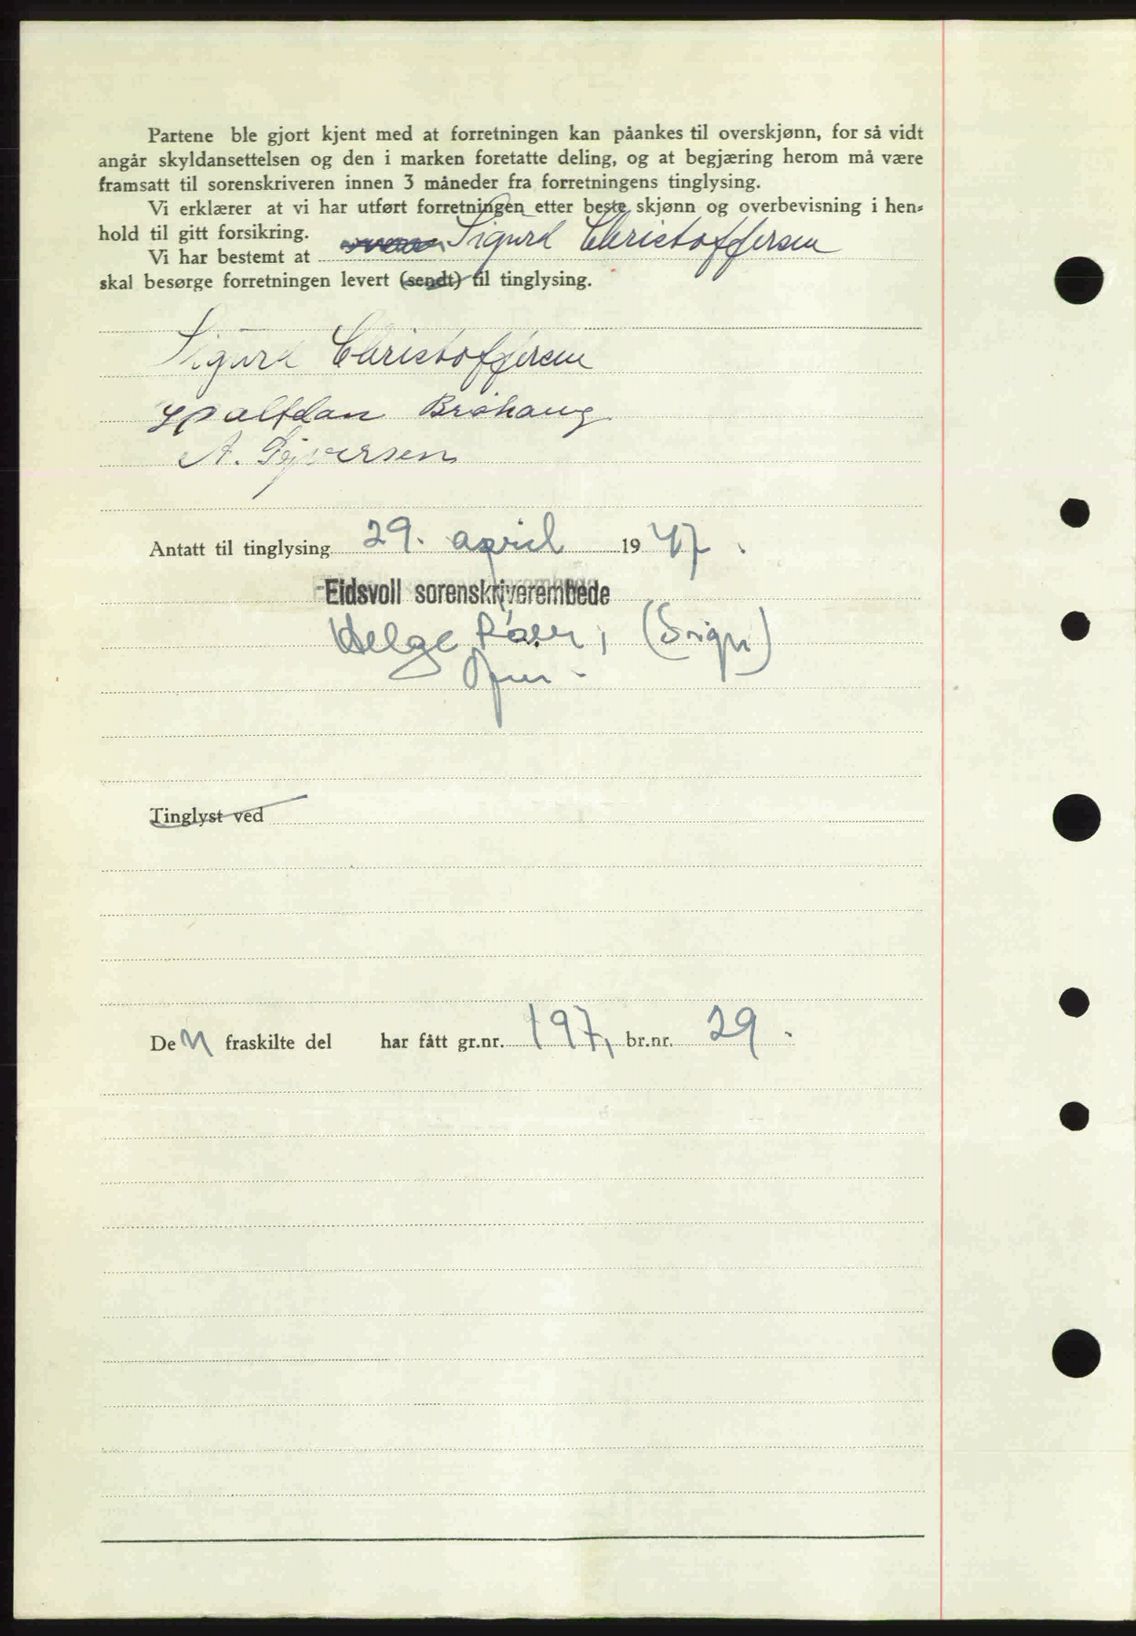 Partene ble gjort kjent med at forretningen kan påankes til overskjønn, for så vidt
angår skyldansettelsen og den i marken foretatte deling, og at begjæring herom må være
framsatt til sorenskriveren innen 3 måneder fra forretningens tinglysing.
Vi erklærer at vi har utført forretningen etter beste skjønn og overbevisning i hen-
hold til gitt forsikring.
Vi har bestemt at Sigurd Christoffersen
skal besørge forretningen levert (sendt) til tinglysing.
Sigurd Christoffersen
Halfdan Bråhaug
A. Sejversen
Antatt til tinglysing 29. april 1947.
Eidsvoll sorenskriverembede
Helge (sign)
Tinglyst ved
Den fraskilte del har fått gr.nr. 197, br.nr. 29.